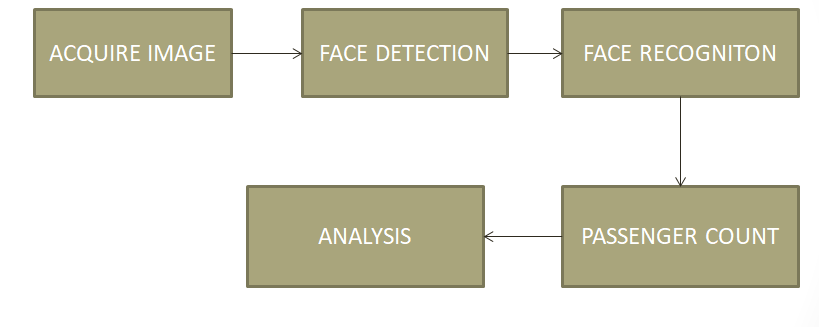 ACQUIRE IMAGE
FACE DETECTION
FACE RECOGNITON
ANALYSIS
PASSENGER COUNT